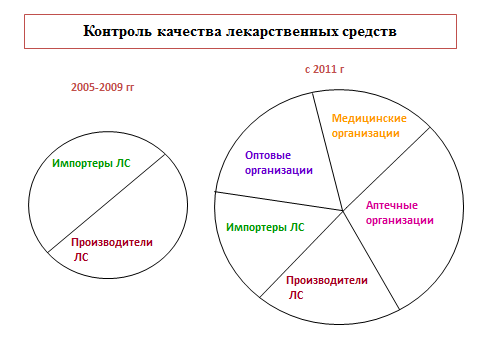 Контроль качества лекарственных средств
2005-2009 гг
Импортеры ЛС
Производители
ЛС
с 2011 г
Медицинские
организации
Оптовые
организации
Аптечные
организации
Импортеры ЛС
Производители
ЛС